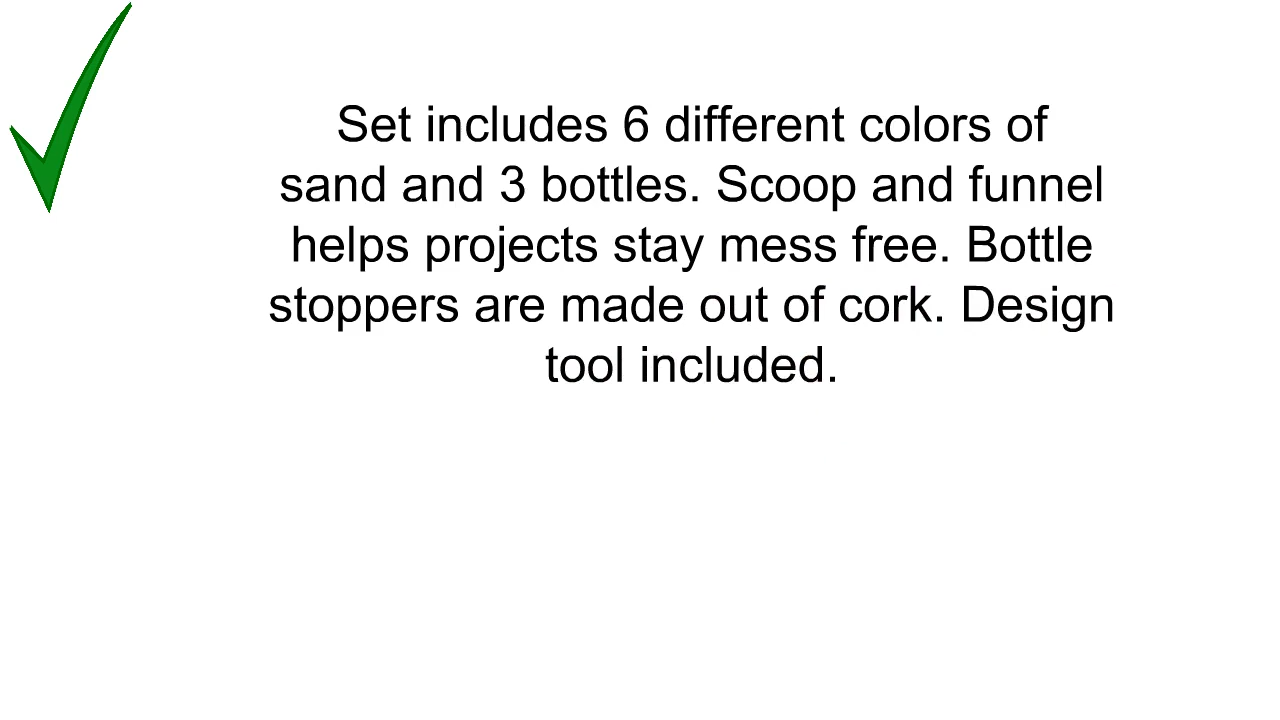 Set includes 6 different colors of
sand and 3 bottles. Scoop and funnel
helps projects stay mess free. Bottle
stoppers are made out of cork. Design
tool included.